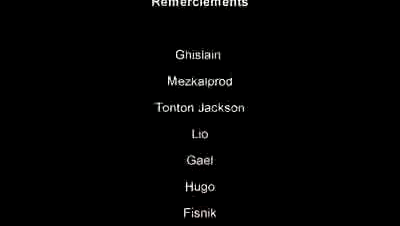 Remerciements
Ghislain
Mezkalprod
Tonton Jackson
Lio
Gael
Hugo
Fisnik